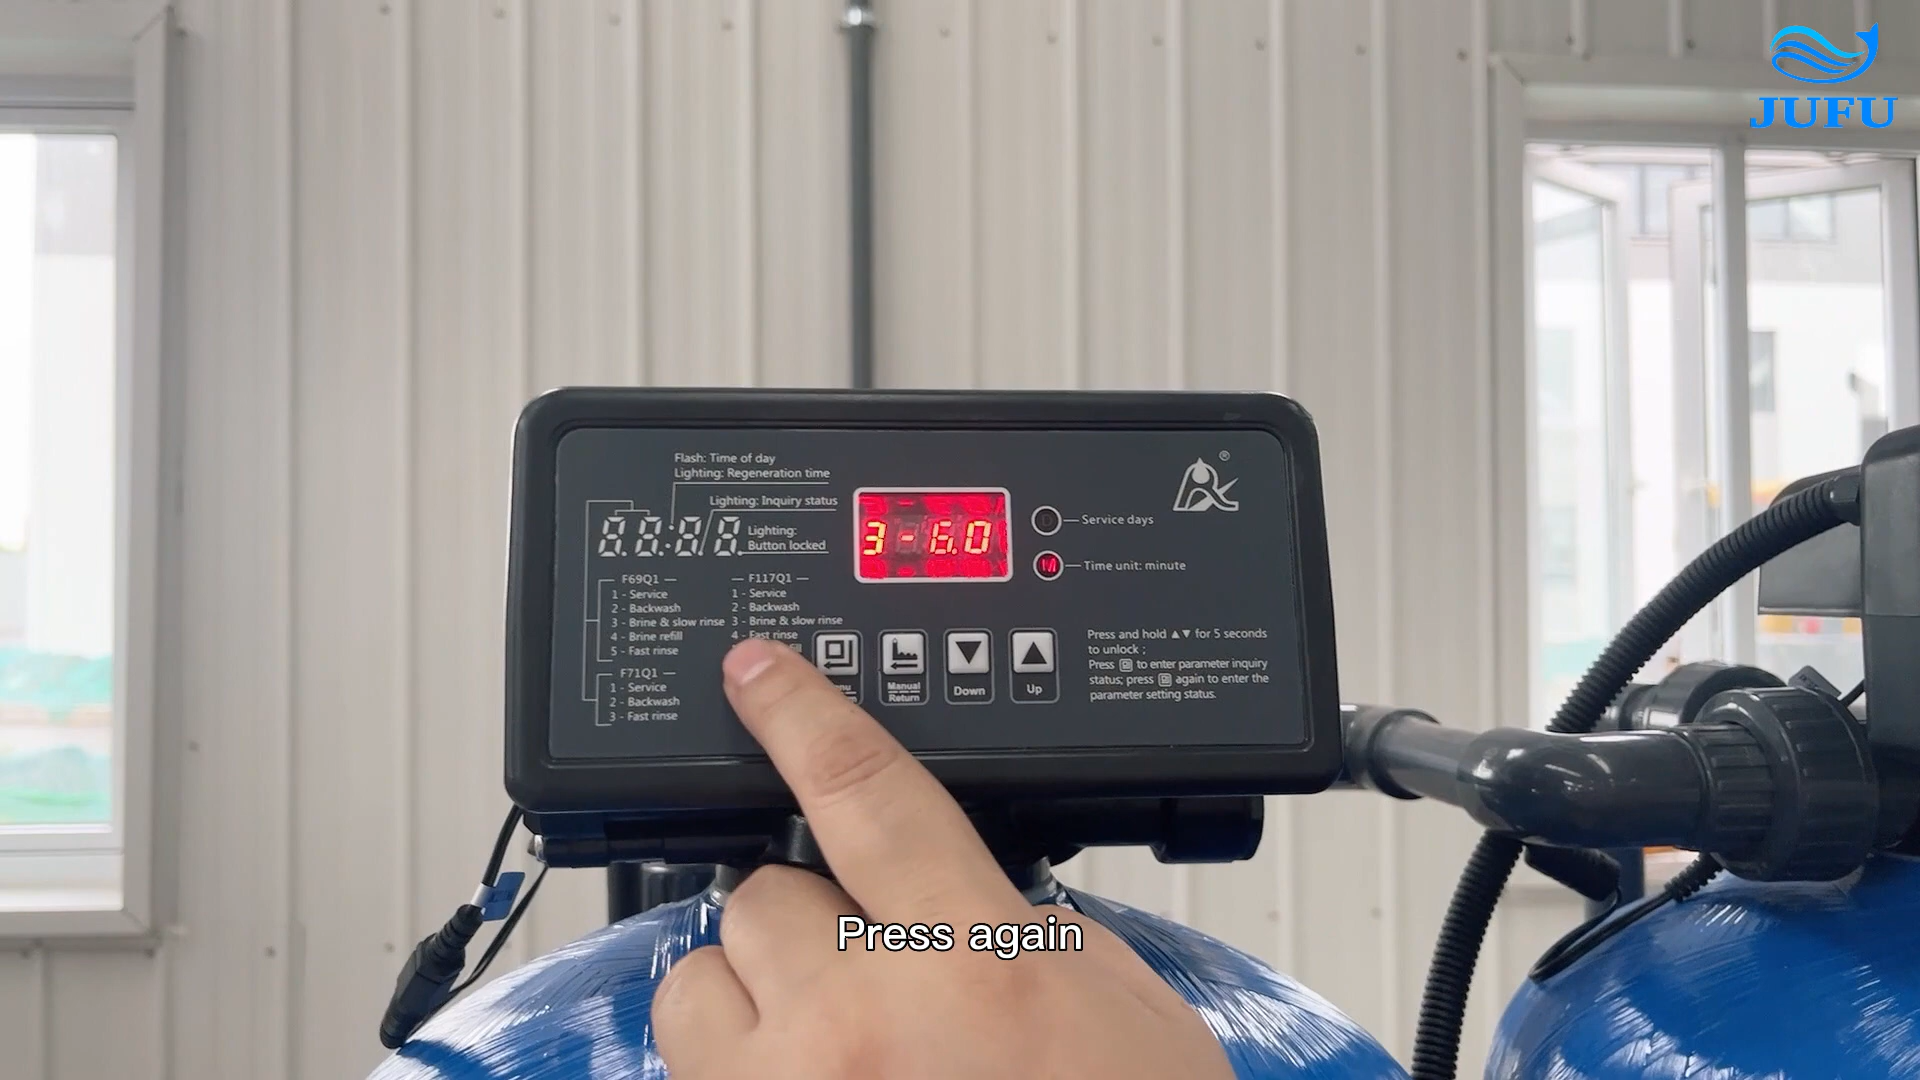 JUFU
Flash: Time of day
Lighting: Regeneration time
Lighting: Inquiry status
8.8:8/8.
Lighting:
Button locked
F69Q1
1 - Service
2 - Backwash
3 - Brine & slow rinse
4 - Brine refill
5 - Fast rinse
F117Q1
1 - Service
2 - Backwash
3 - Brine & slow rinse
4 - Fast rinse
F71Q1
1 - Service
2 - Backwash
3 - Fast rinse
3 - 6.0
D
Service days
M
Time unit: minute
®
Manual
Return
Down
Up
Press and hold ▲▼ for 5 seconds
to unlock ;
Press to enter parameter inquiry
status; press again to enter the
parameter setting status.
Press again